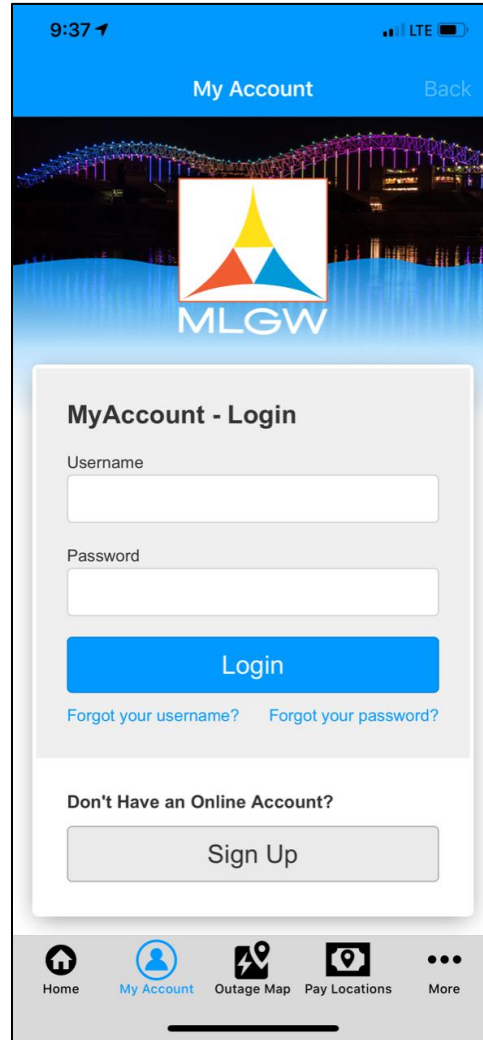 9:37
LTE
My Account
Back
MLGW
MyAccount - Login
Username
Password
Login
Forgot your username? Forgot your password?
Don't Have an Online Account?
Sign Up
Home My Account Outage Map Pay Locations More